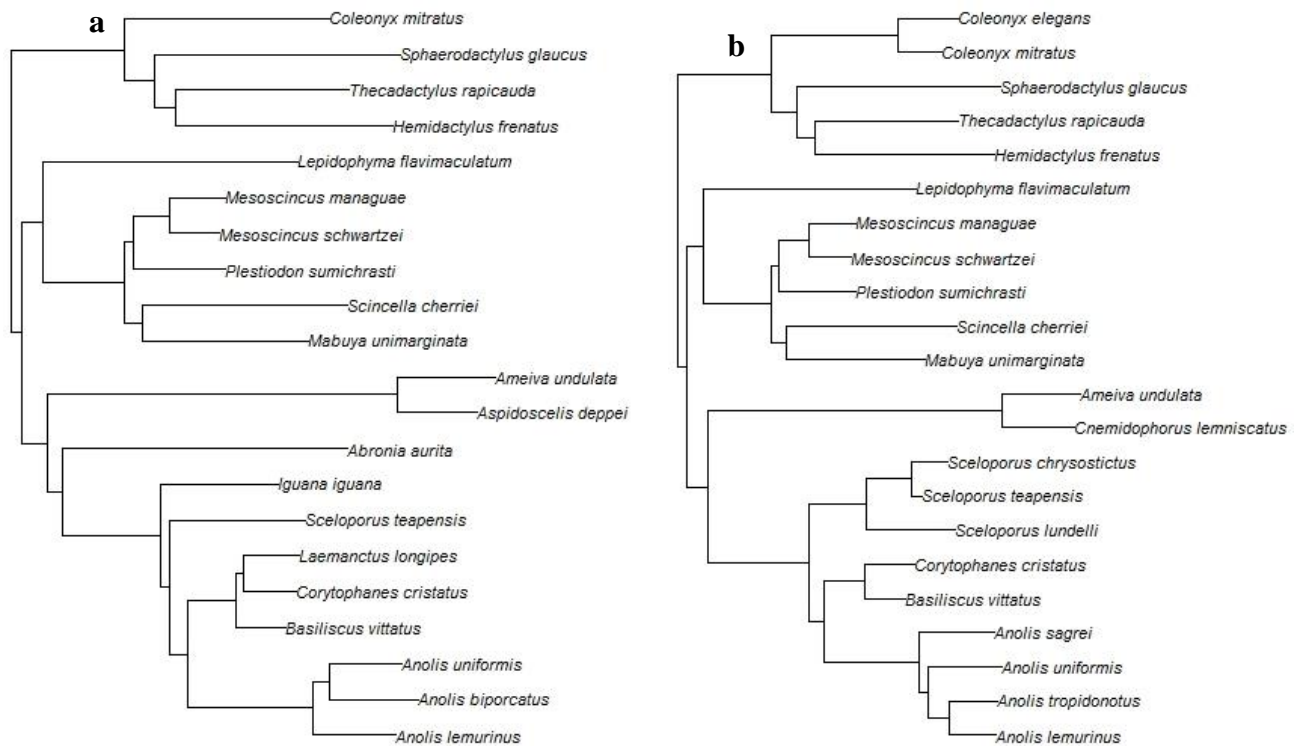 a
Coleonyx mitratus
Sphaerodactylus glaucus
Thecadactylus rapicauda
Hemidactylus frenatus
Lepidophyma flavimaculatum
Mesoscincus managuae
Mesoscincus schwartzei
Plestiodon sumichrasti
Scincella cherriei
Mabuya unimarginata
Ameiva undulata
Aspidoscelis deppei
Abronia aurita
Iguana iguana
Sceloporus teapensis
Laemanctus longipes
Corytophanes cristatus
Basiliscus vittatus
Anolis uniformis
Anolis biporcatus
Anolis lemurinus
b
Coleonyx elegans
Coleonyx mitratus
Sphaerodactylus glaucus
Thecadactylus rapicauda
Hemidactylus frenatus
Lepidophyma flavimaculatum
Mesoscincus managuae
Mesoscincus schwartzei
Plestiodon sumichrasti
Scincella cherriei
Mabuya unimarginata
Ameiva undulata
Cnemidophorus lemniscatus
Sceloporus chrysostictus
Sceloporus teapensis
Sceloporus lundelli
Corytophanes cristatus
Basiliscus vittatus
Anolis sagrei
Anolis uniformis
Anolis tropidonotus
Anolis lemurinus